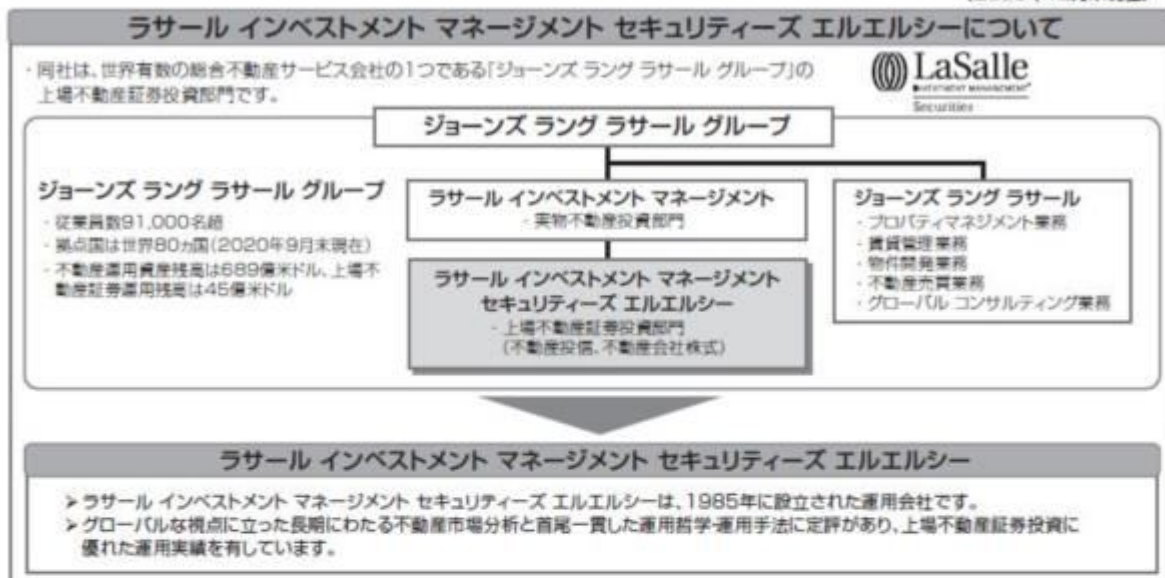 ラサール インベストメント マネージメント セキュリティーズ エルエルシーについて
・同社は、世界有数の総合不動産サービス会社の1つである「ジョーンズ ラング ラサール グループ」の
上場不動産証券投資部門です。
LaSalle
INVESTMENT MANAGEMENT
Securities
ジョーンズ ラング ラサール グループ
ジョーンズ ラング ラサール グループ
・従業員数91,000名超
・拠点国は世界80ヵ国(2020年9月末現在)
・不動産運用資産残高は689億米ドル、上場不
動産証券運用残高は45億米ドル
ラサール インベストメント マネージメント
・実物不動産投資部門
ラサール インベストメント マネージメント
セキュリティーズ エルエルシー
・上場不動産証券投資部門
(不動産投信、不動産会社株式)
ジョーンズ ラング ラサール
・プロパティマネジメント業務
・賃貸管理業務
・物件開発業務
・不動産売買業務
・グローバル コンサルティング業務
ラサール インベストメント マネージメント セキュリティーズ エルエルシー
➢ラサール インベストメント マネージメント セキュリティーズ エルエルシーは、1985年に設立された運用会社です。
➢グローバルな視点に立った長期にわたる不動産市場分析と首尾一貫した運用哲学・運用手法に定評があり、上場不動産証券投資に
優れた運用実績を有しています。